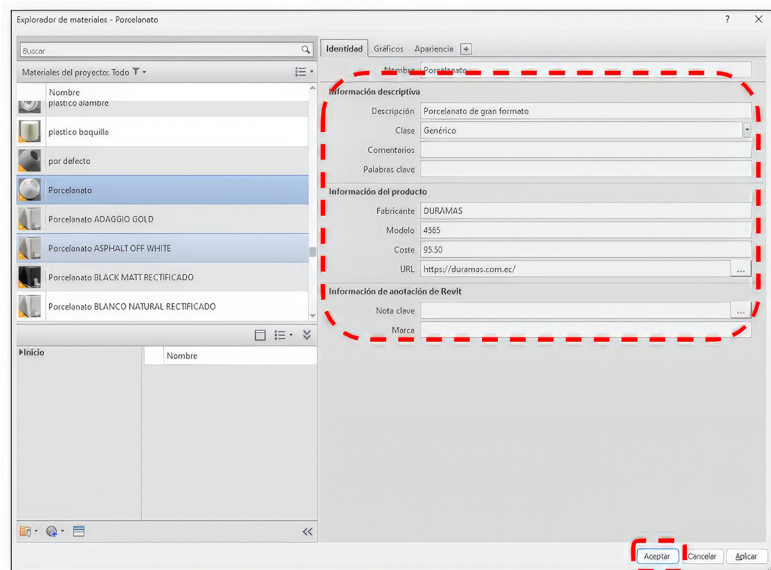 Explorador de materiales - Porcelanato
? X
Buscar
Materiales del proyecto: Todo
Nombre
plastico alambre
plastico boquilla
por defecto
Porcelanato
Porcelanato ADAGGIO GOLD
Porcelanato ASPHALT OFF WHITE
Porcelanato BLACK MATT RECTIFICADO
Porcelanato BLANCO NATURAL RECTIFICADO
Inicio
Nombre
Identidad Gráficos Apariencia +
Nombre Porcelanato
Información descriptiva
Descripción Porcelanato de gran formato
Clase Genérico
Comentarios
Palabras clave
Información del producto
Fabricante DURAMAS
Modelo 4565
Coste 95.50
URL https://duramas.com.ec/ ...
Información de anotación de Revit
Nota clave ...
Marca
Aceptar Cancelar Aplicar